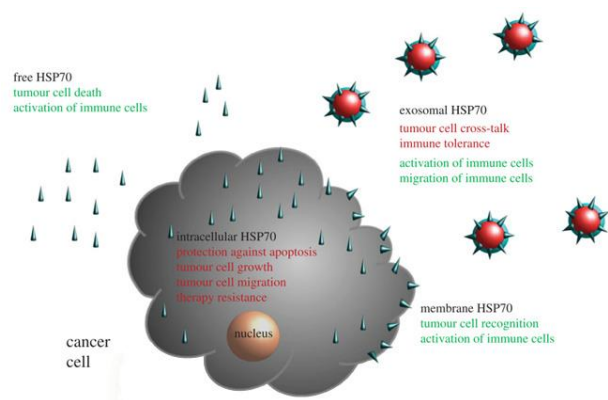 free HSP70
tumour cell death
activation of immune cells
exosomal HSP70
tumour cell cross-talk
immune tolerance
activation of immune cells
migration of immune cells
intracellular HSP70
protection against apoptosis
tumour cell growth
tumour cell migration
therapy resistance
membrane HSP70
tumour cell recognition
activation of immune cells
nucleus
cancer
cell